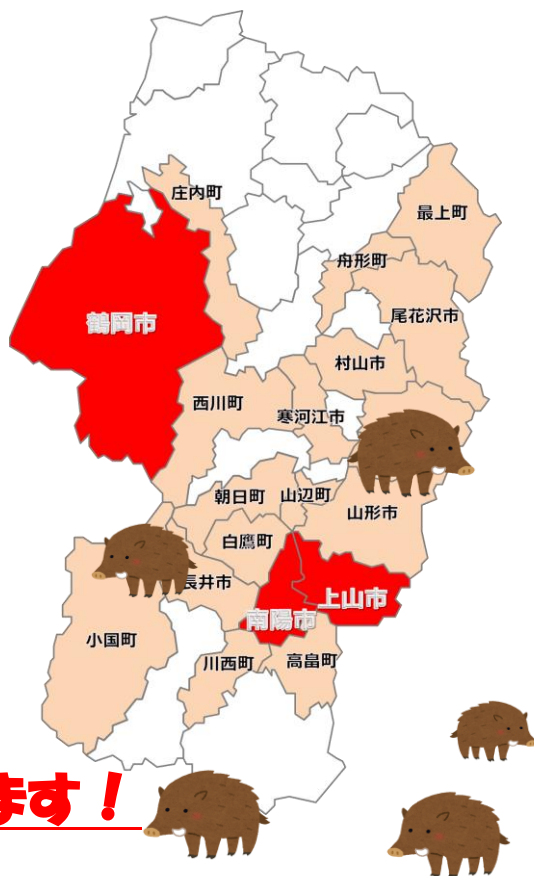 庄内町
最上町
舟形町
鶴岡市
尾花沢市
村山市
西川町
寒河江市
朝日町
山辺町
山形市
白鷹町
長井市
上山市
南陽市
小国町
川西町
高畠町
ます！